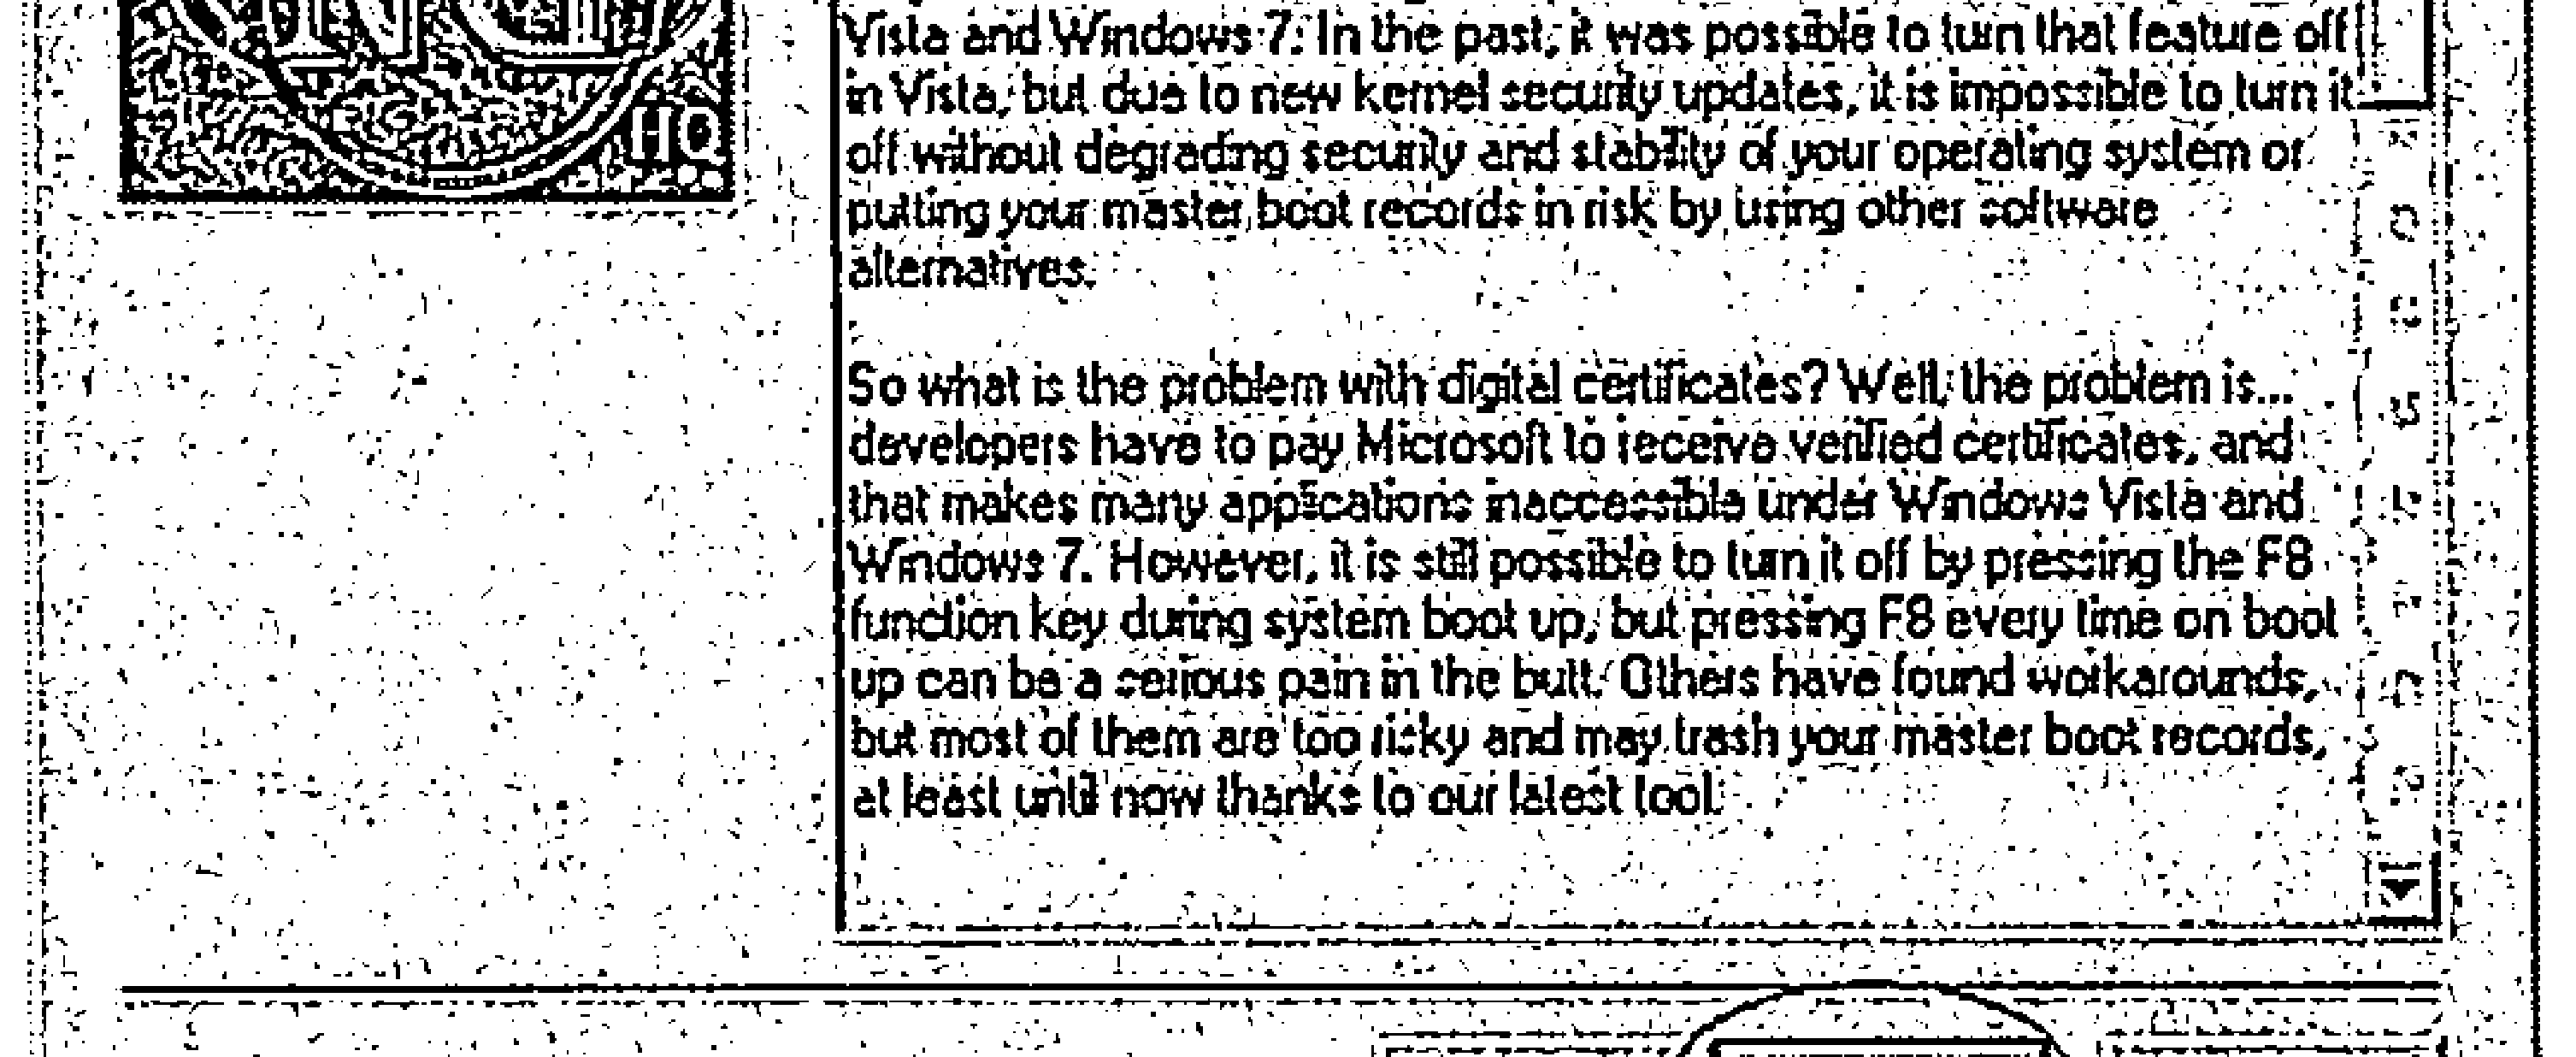 HQ
Vista and Windows 7. In the past, it was possible to turn that feature off
in Vista, but due to new kernel security updates, it is impossible to turn it
off without degrading security and stability of your operating system or
putting your master boot records in risk by using other software
alternatives.
So what is the problem with digital certificates? Well, the problem is...
developers have to pay Microsoft to receive verified certificates, and
that makes many applications inaccessible under Windows Vista and
Windows 7. However, it is still possible to turn it off by pressing the F8
function key during system boot up, but pressing F8 every time on boot
up can be a serious pain in the butt. Others have found workarounds,
but most of them are too risky and may trash your master boot records,
at least until now thanks to our latest tool.